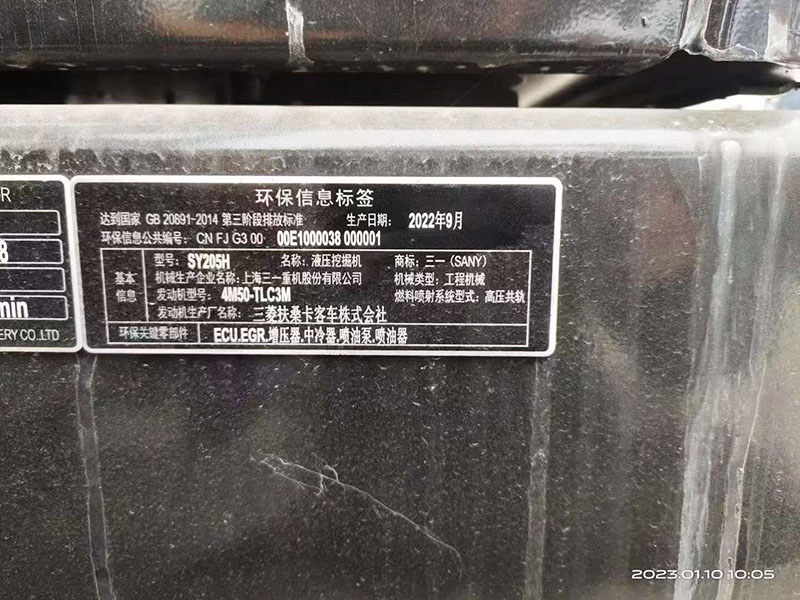 R
8
min
ERY CO.,LTD
环保信息标签
达到国家 GB 20891-2014 第三阶段排放标准 生产日期: 2022年9月
环保信息公共编号: CN FJ G3 00 00E1000038 000001
基本信息
型号: SY205H 名称: 液压挖掘机 商标: 三一 (SANY)
机械生产企业名称: 上海三一重机股份有限公司 机械类型: 工程机械
发动机型号: 4M50-TLC3M 燃料喷射系统型式: 高压共轨
发动机生产厂名称: 三菱扶桑卡客车株式会社
环保关键零部件 ECU.EGR.增压器.中冷器.喷油泵.喷油器
2023.01.10 10:05